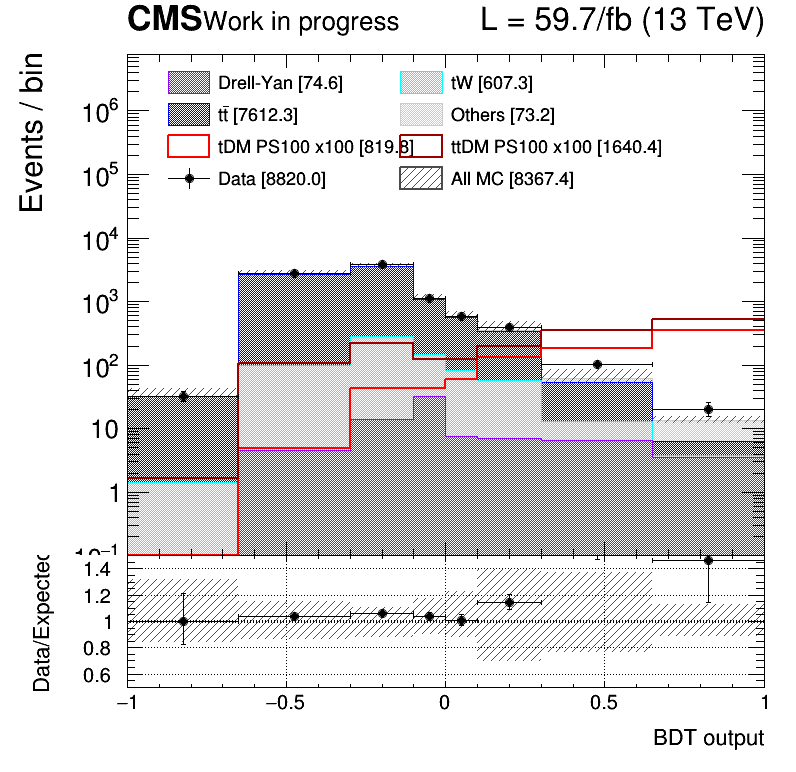 CMS Work in progress L = 59.7/fb (13 TeV)
Events / bin
Drell-Yan [74.6] tW [607.3]
tt̄ [7612.3] Others [73.2]
tDM PS100 x100 [819.8] ttDM PS100 x100 [1640.4]
Data [8820.0] All MC [8367.4]
10⁶
10⁵
10⁴
10³
10²
10
1
10⁻¹
Data/Expected
1.4
1.2
1
0.8
0.6
−1 −0.5 0 0.5 1
BDT output